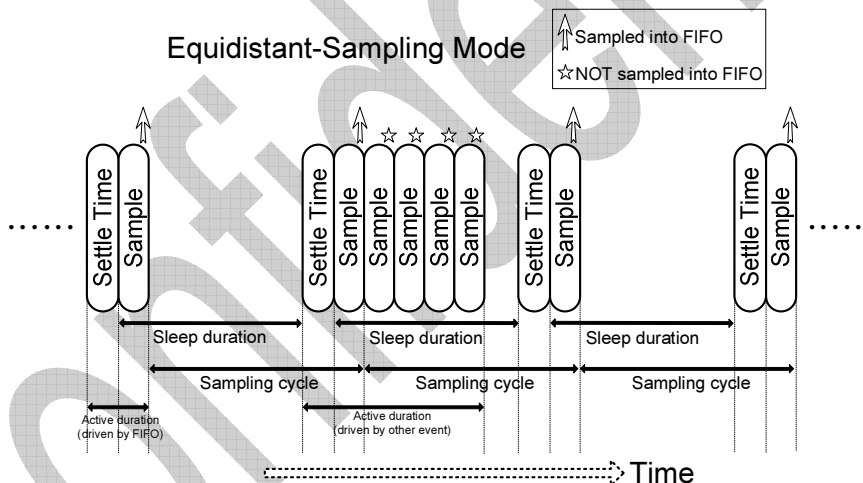 Equidistant-Sampling Mode
Sampled into FIFO
NOT sampled into FIFO
Settle Time
Sample
Settle Time
Sample
Sample
Sample
Sample
Sample
Settle Time
Sample
Settle Time
Sample
......
......
Sleep duration
Sleep duration
Sleep duration
Sampling cycle
Sampling cycle
Sampling cycle
Active duration
(driven by FIFO)
Active duration
(driven by other event)
Time